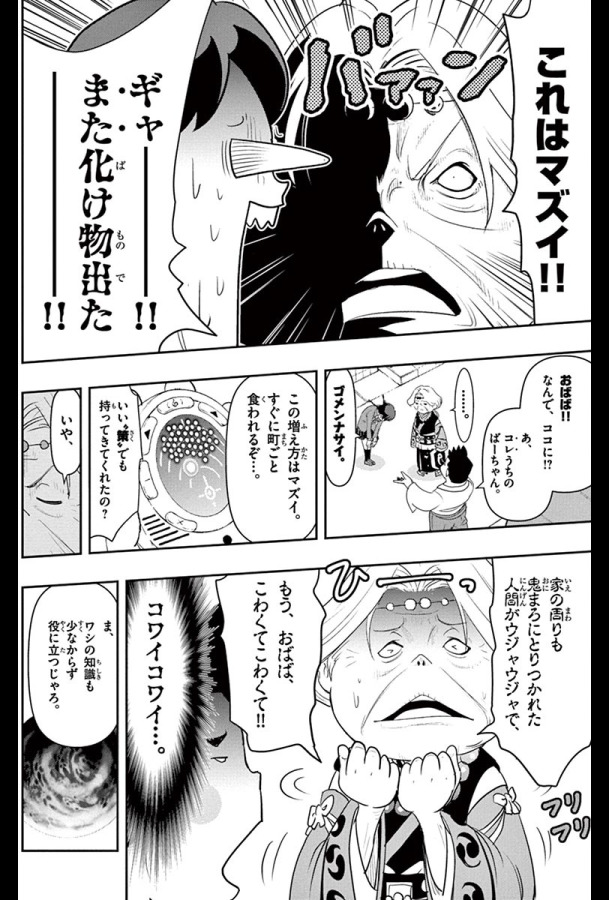 これはマズイ!!
バァァァン
ギャ――――!!
また化け物出た――――!!
おばば!!
なんで、ココに!?
あ、
コレうちの
ばーちゃん。
……。
ゴメンナサイ。
この増え方はマズイ。
すぐに町ごと
食われるぞ…。
いい“策”でも
持ってきてくれたの?
いや、
家の周りも
鬼まろにとりつかれた
人間がウジャウジャで、
ひーっ
もう、おばば、
こわくてこわくて!!
フリ
フリ
コワイコワイ…。
ま、
ワシの知識も
少なからず
役に立つじゃろ。